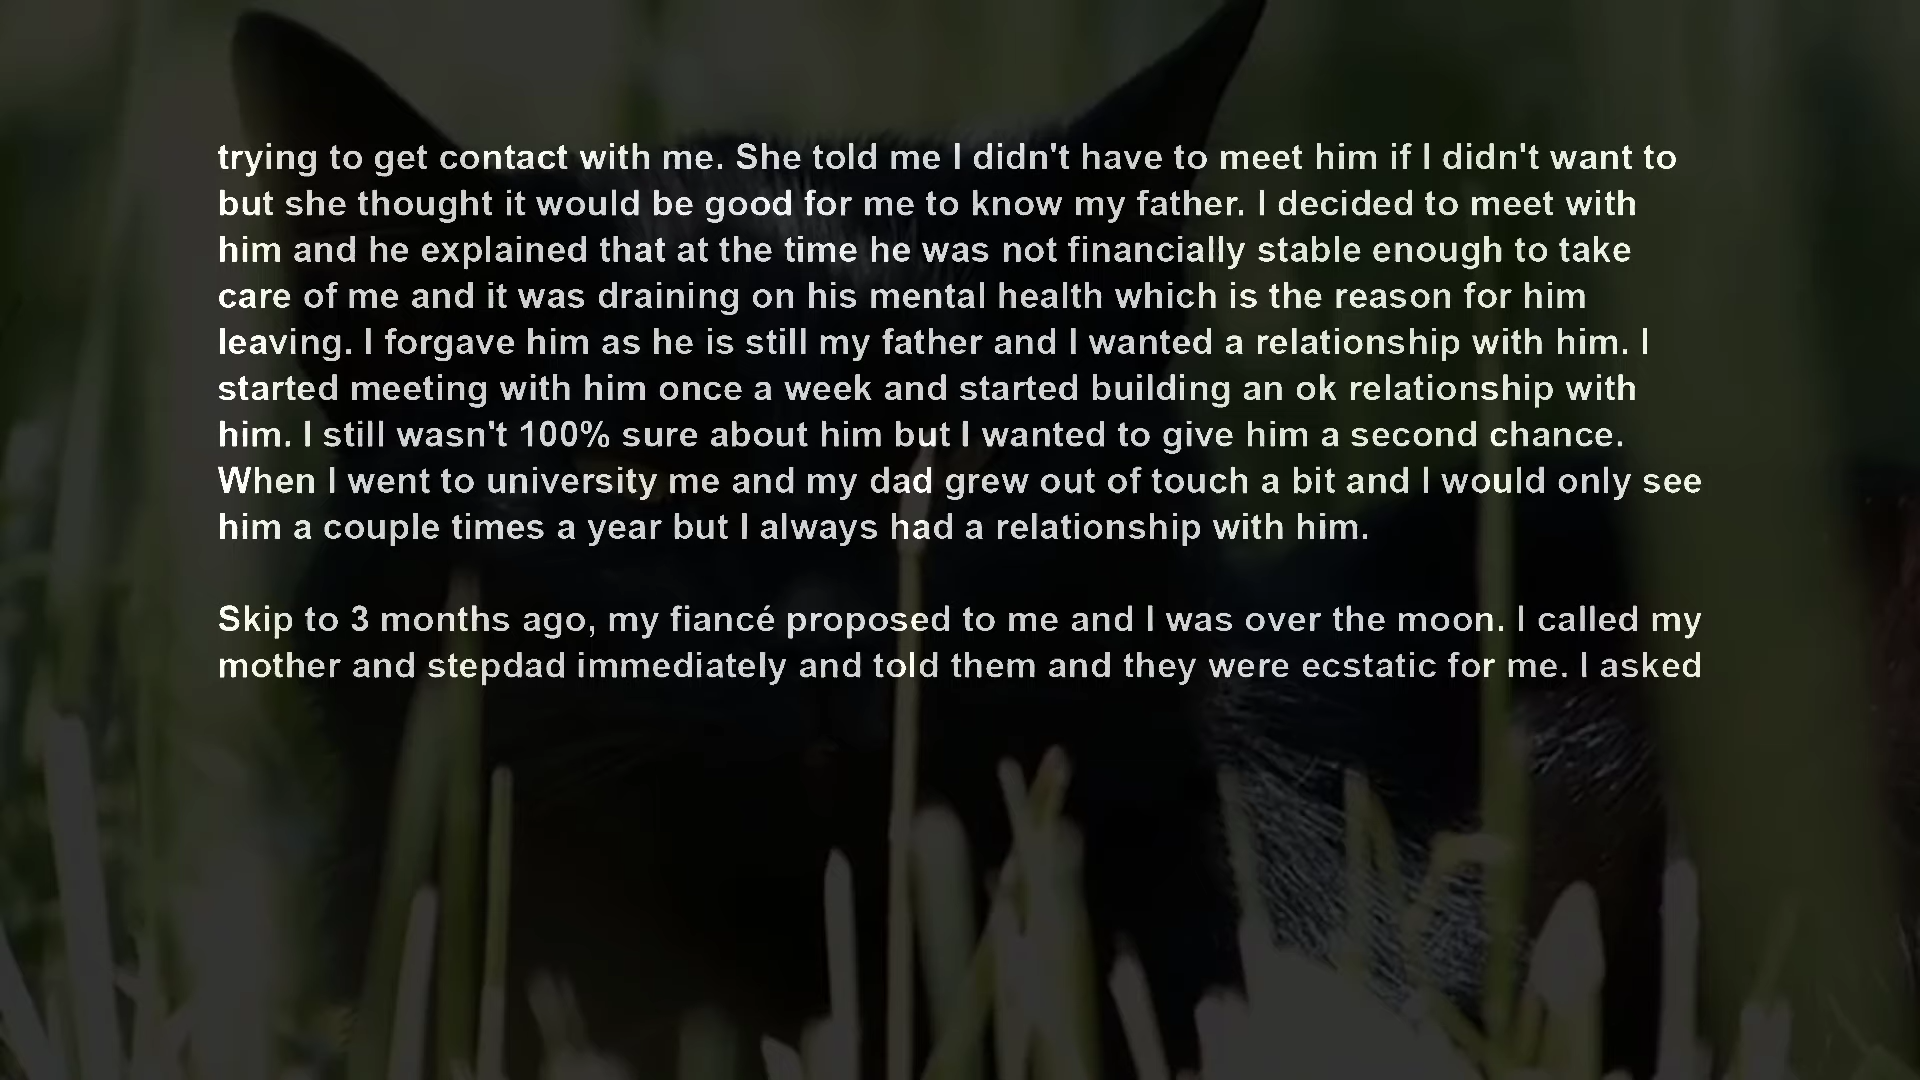 trying to get contact with me. She told me I didn't have to meet him if I didn't want to
but she thought it would be good for me to know my father. I decided to meet with
him and he explained that at the time he was not financially stable enough to take
care of me and it was draining on his mental health which is the reason for him
leaving. I forgave him as he is still my father and I wanted a relationship with him. I
started meeting with him once a week and started building an ok relationship with
him. I still wasn't 100% sure about him but I wanted to give him a second chance.
When I went to university me and my dad grew out of touch a bit and I would only see
him a couple times a year but I always had a relationship with him.
Skip to 3 months ago, my fiancé proposed to me and I was over the moon. I called my
mother and stepdad immediately and told them and they were ecstatic for me. I asked